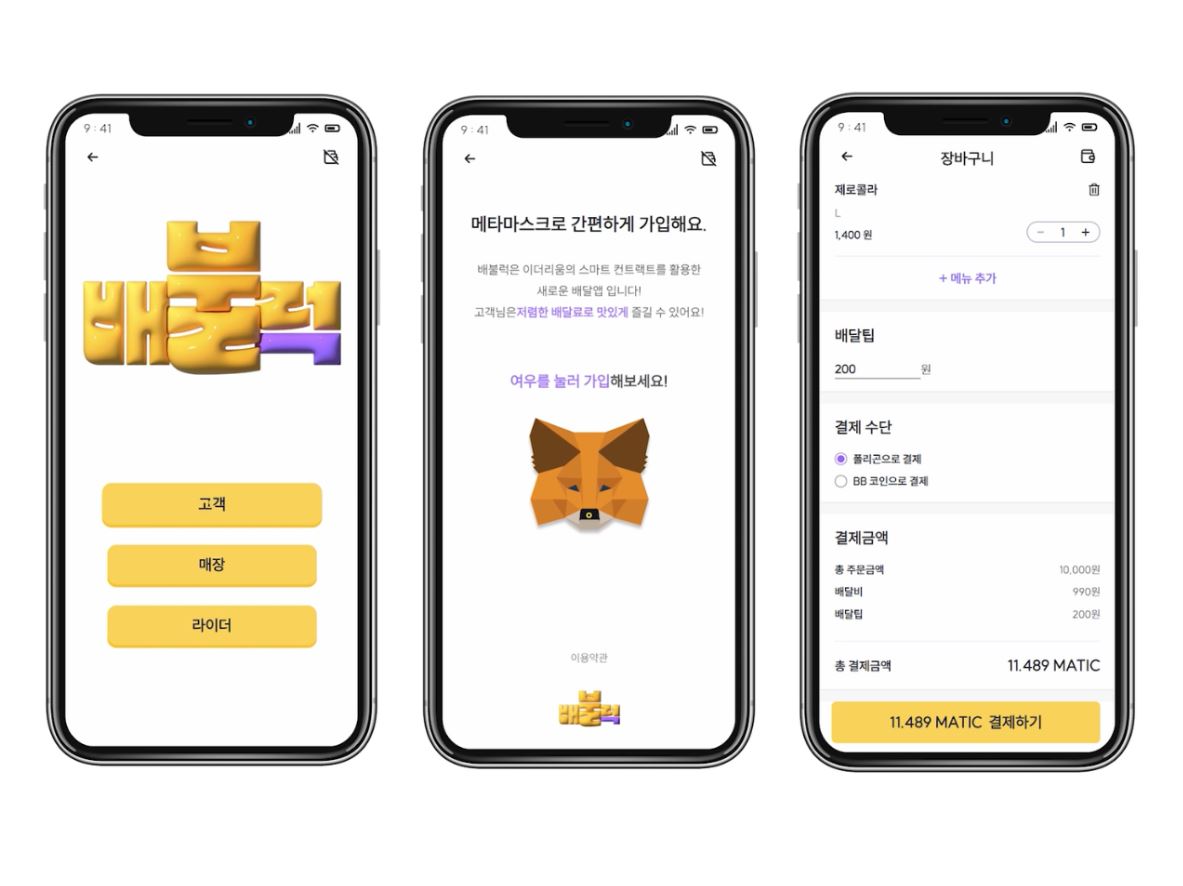 9:41
배불럭
고객
매장
라이더
9:41
메타마스크로 간편하게 가입해요.
배불럭은 이더리움의 스마트 컨트랙트를 활용한
새로운 배달앱 입니다!
고객님은저렴한 배달료로 맛있게 즐길 수 있어요!
여우를 눌러 가입해보세요!
이용약관
배불럭
9:41
장바구니
제로콜라
L
1,400 원
− 1 +
+ 메뉴 추가
배달팁
200 원
결제 수단
폴리곤으로 결제
BB 코인으로 결제
결제금액
총 주문금액 10,000원
배달비 990원
배달팁 200원
총 결제금액 11.489 MATIC
11.489 MATIC 결제하기